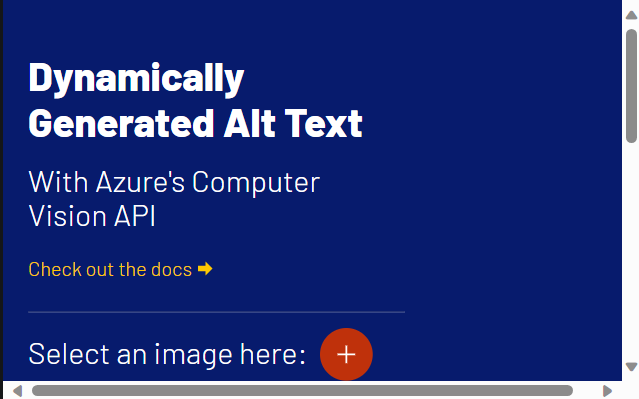 Dynamically
Generated Alt Text
With Azure's Computer
Vision API
Check out the docs ➡
Select an image here: +